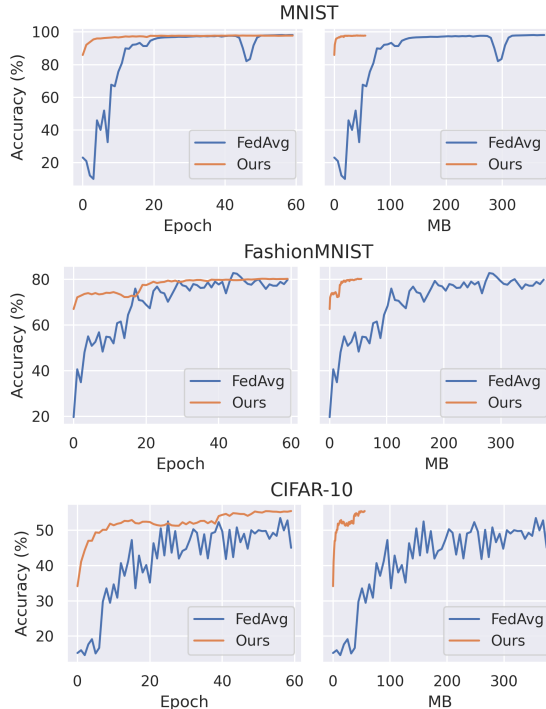 MNIST
Accuracy (%)
100
80
60
40
20
FedAvg
Ours
0 20 40 60
Epoch
FedAvg
Ours
0 100 200 300
MB
FashionMNIST
Accuracy (%)
80
60
40
20
FedAvg
Ours
0 20 40 60
Epoch
FedAvg
Ours
0 100 200 300
MB
CIFAR-10
Accuracy (%)
50
40
30
20
FedAvg
Ours
0 20 40 60
Epoch
FedAvg
Ours
0 100 200 300
MB